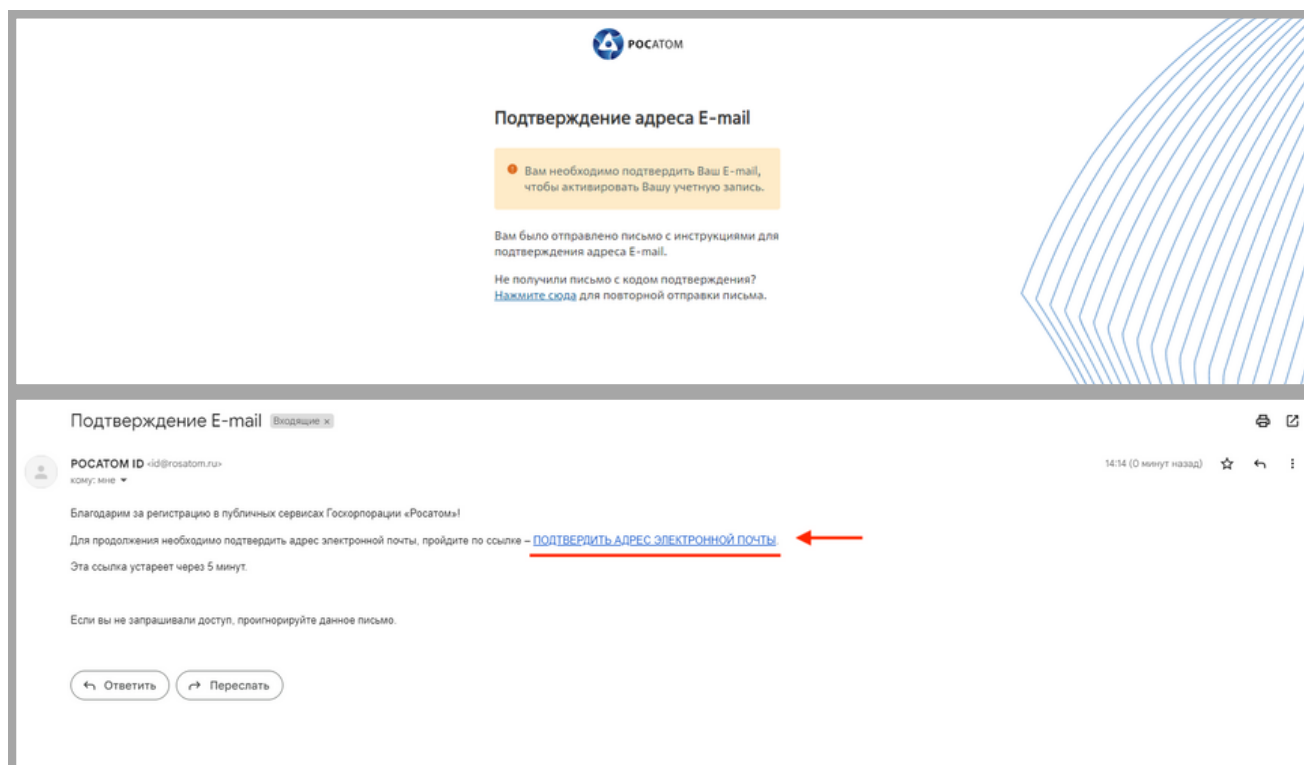 РОСАТОМ
Подтверждение адреса E-mail
Вам необходимо подтвердить Ваш E-mail,
чтобы активировать Вашу учетную запись.
Вам было отправлено письмо с инструкциями для
подтверждения адреса E-mail.
Не получили письмо с кодом подтверждения?
Нажмите сюда для повторной отправки письма.
Подтверждение E-mail Входящие ×
РОСАТОМ ID <id@rosatom.ru> 14:14 (0 минут назад)
кому: мне
Благодарим за регистрацию в публичных сервисах Госкорпорации «Росатом»!
Для продолжения необходимо подтвердить адрес электронной почты, пройдите по ссылке – ПОДТВЕРДИТЬ АДРЕС ЭЛЕКТРОННОЙ ПОЧТЫ.
Эта ссылка устареет через 5 минут.
Если вы не запрашивали доступ, проигнорируйте данное письмо.
Ответить Переслать